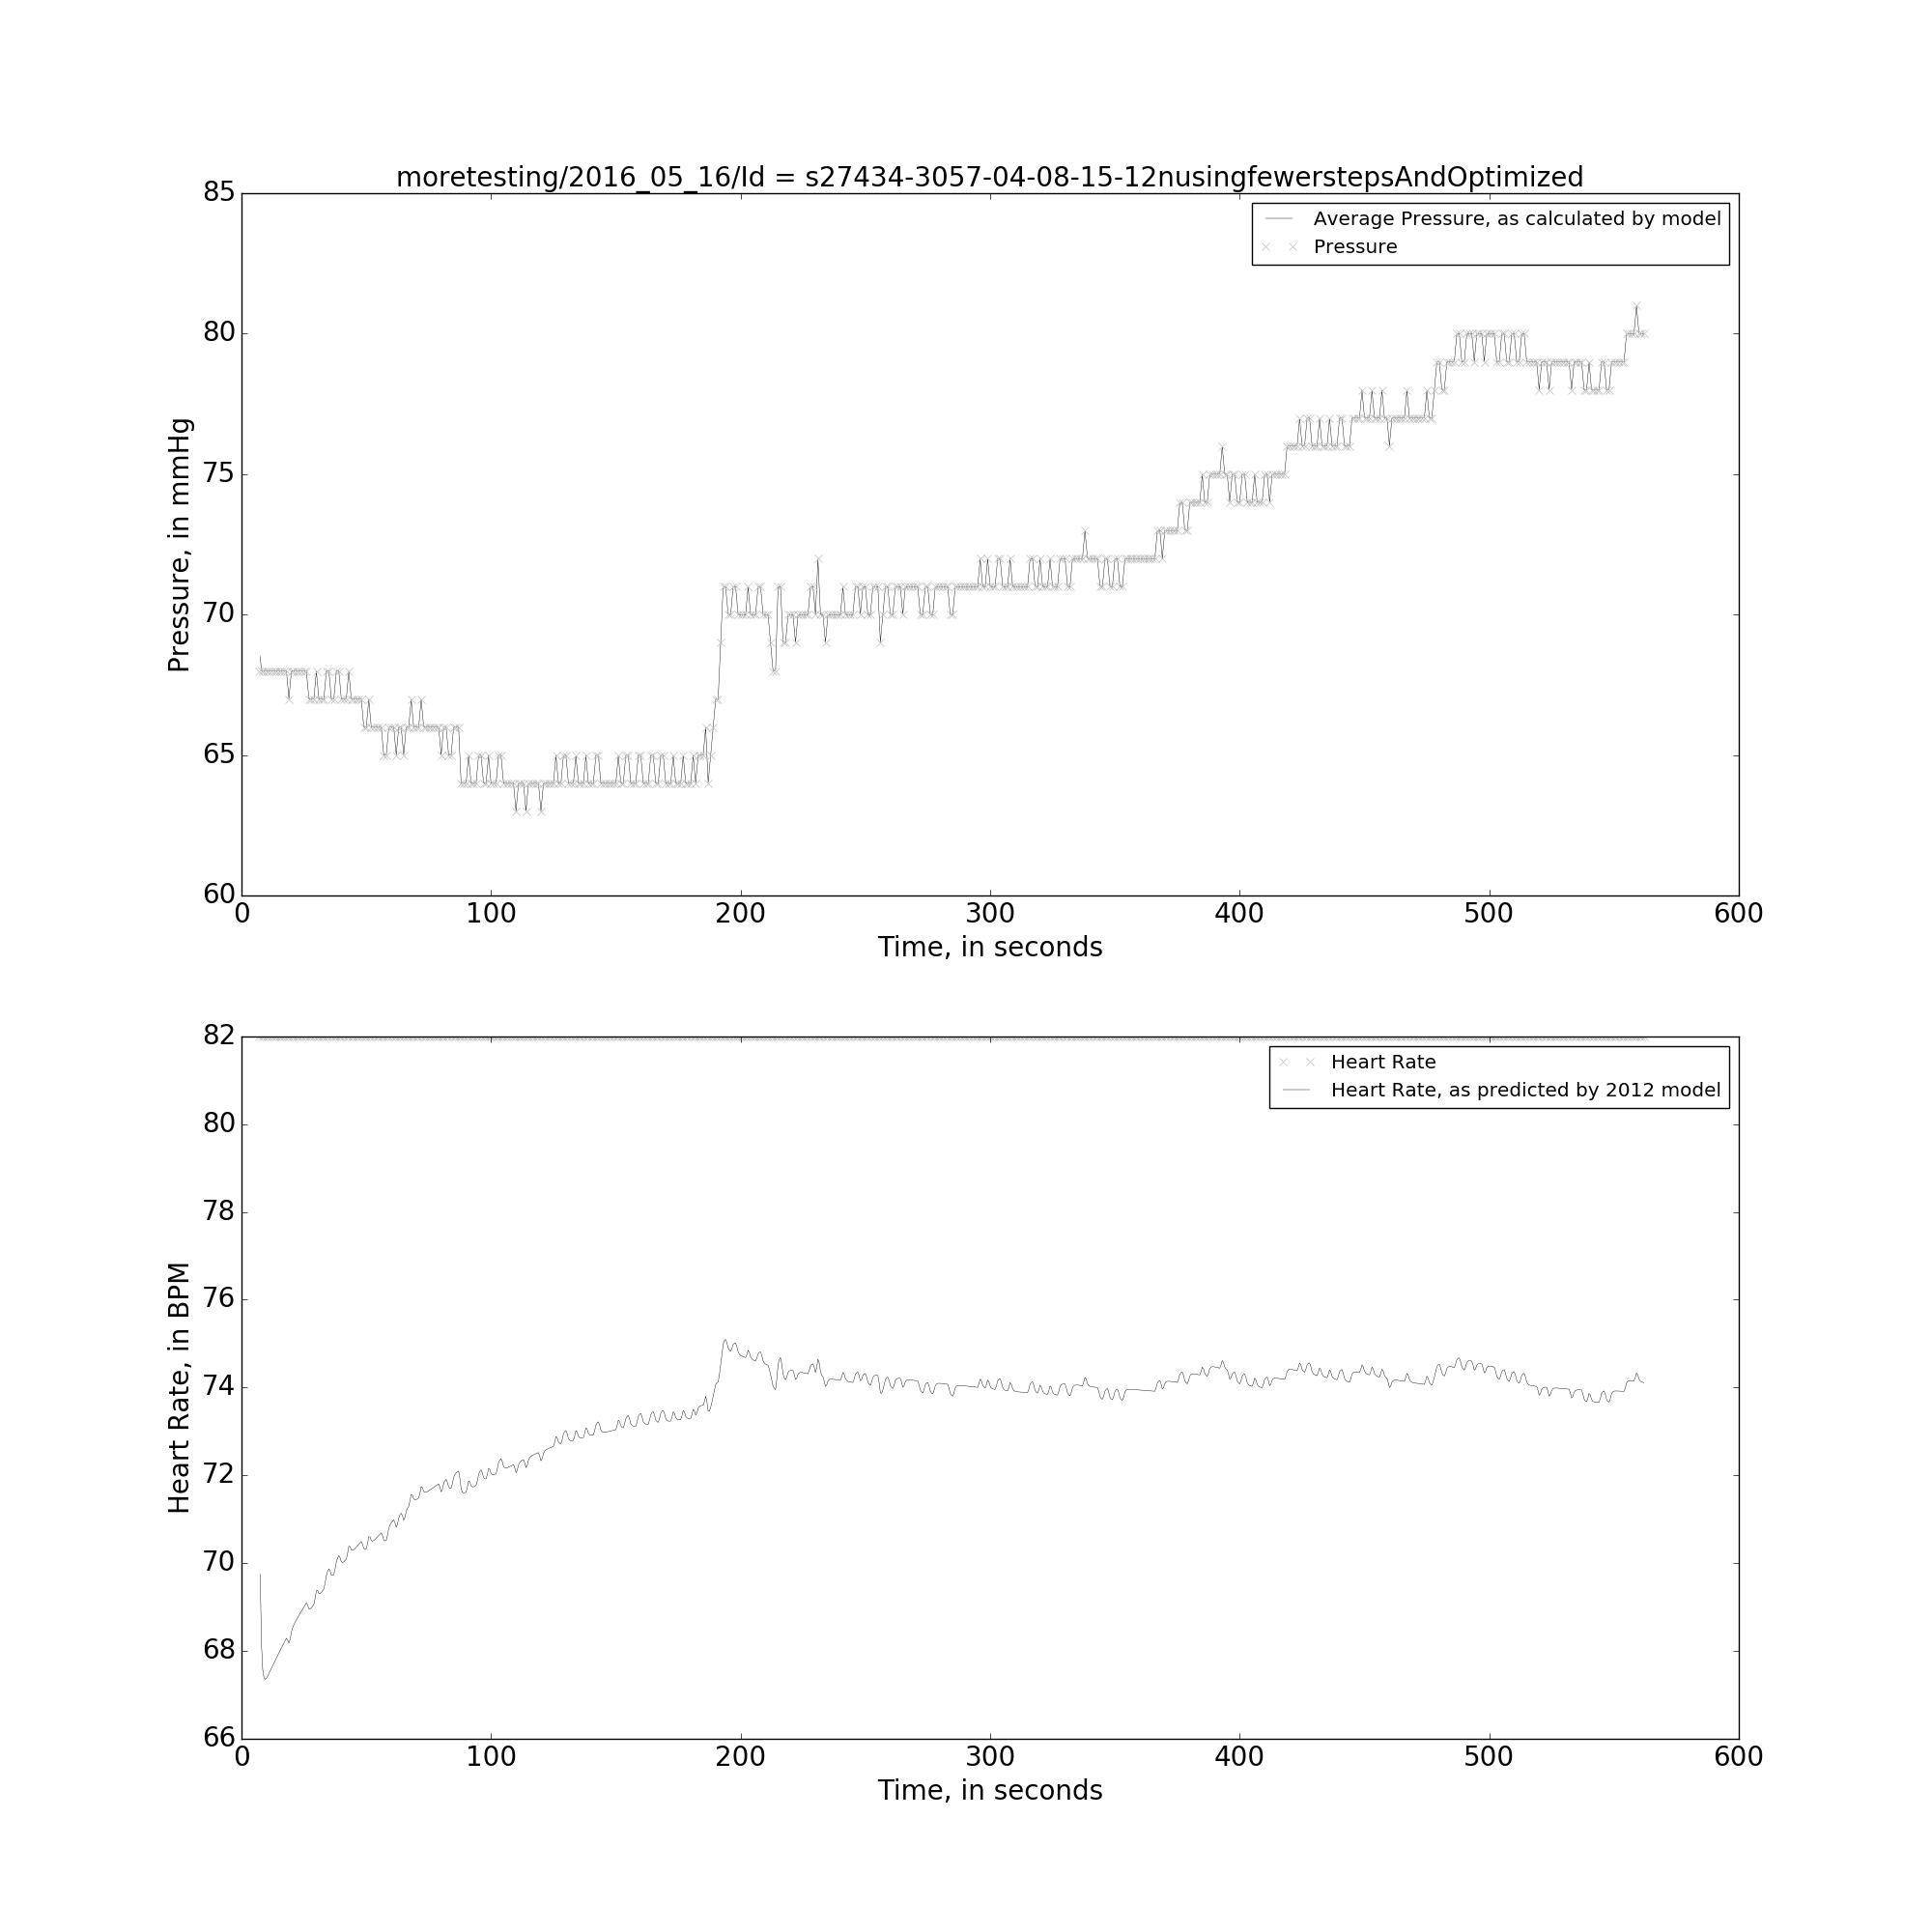 moretesting/2016_05_16/Id = s27434-3057-04-08-15-12nusingfewerstepsAndOptimized
85
Average Pressure, as calculated by model
Pressure
80
75
70
65
60
Pressure, in mmHg
0 100 200 300 400 500 600
Time, in seconds
82
Heart Rate
Heart Rate, as predicted by 2012 model
80
78
76
74
72
70
68
66
Heart Rate, in BPM
0 100 200 300 400 500 600
Time, in seconds